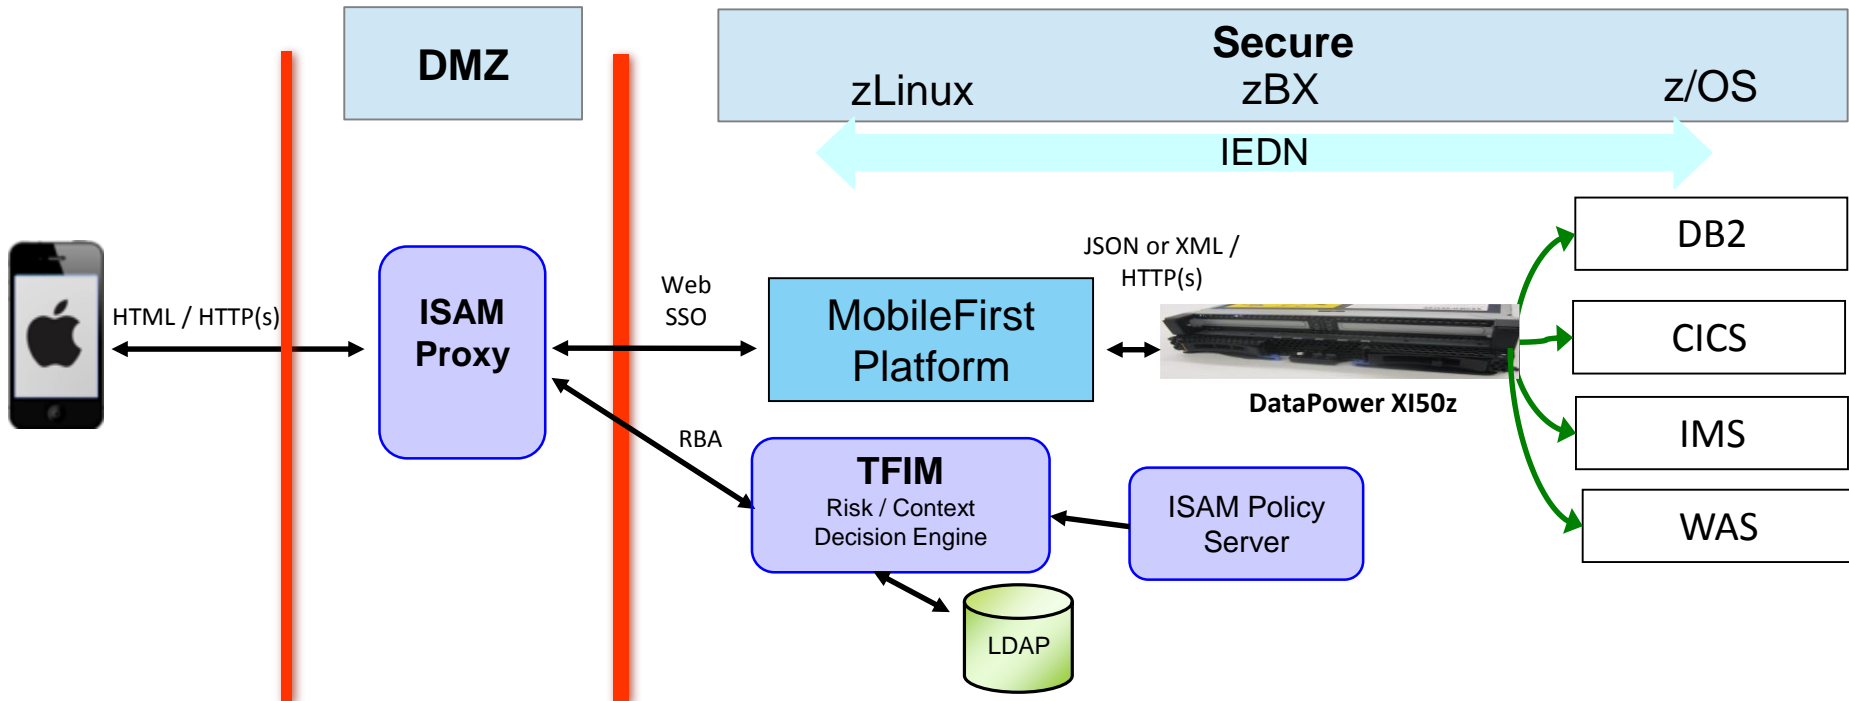 DMZ
Secure
zLinux zBX z/OS
IEDN
HTML / HTTP(s)
ISAM
Proxy
Web
SSO
RBA
MobileFirst
Platform
JSON or XML /
HTTP(s)
DataPower XI50z
DB2
CICS
IMS
WAS
TFIM
Risk / Context
Decision Engine
ISAM Policy
Server
LDAP